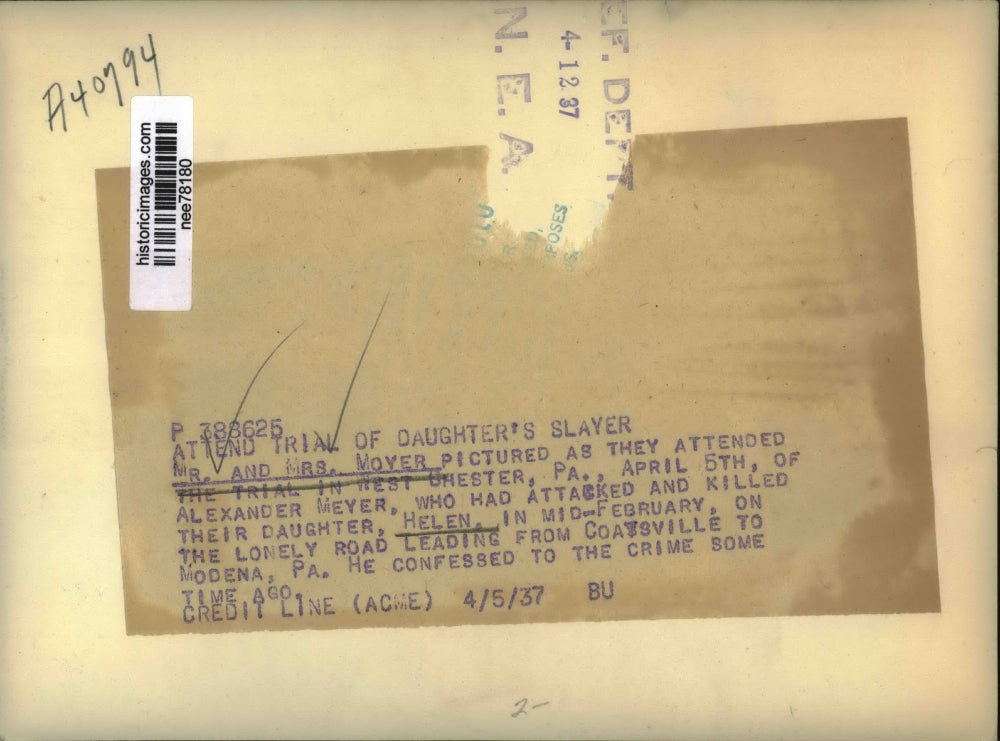 A40794
historicimages.com
nee78180
N. E. A.
4-12 37
EF. DEPT.
P 388625
ATTEND TRIAL OF DAUGHTER'S SLAYER
MR. AND MRS. MOYER PICTURED AS THEY ATTENDED
THE TRIAL IN WEST CHESTER, PA., APRIL 5TH, OF
ALEXANDER MEYER, WHO HAD ATTACKED AND KILLED
THEIR DAUGHTER, HELEN, IN MID-FEBRUARY, ON
THE LONELY ROAD LEADING FROM COATSVILLE TO
MODENA, PA. HE CONFESSED TO THE CRIME SOME
TIME AGO.
CREDIT LINE (ACME) 4/5/37 BU
2-